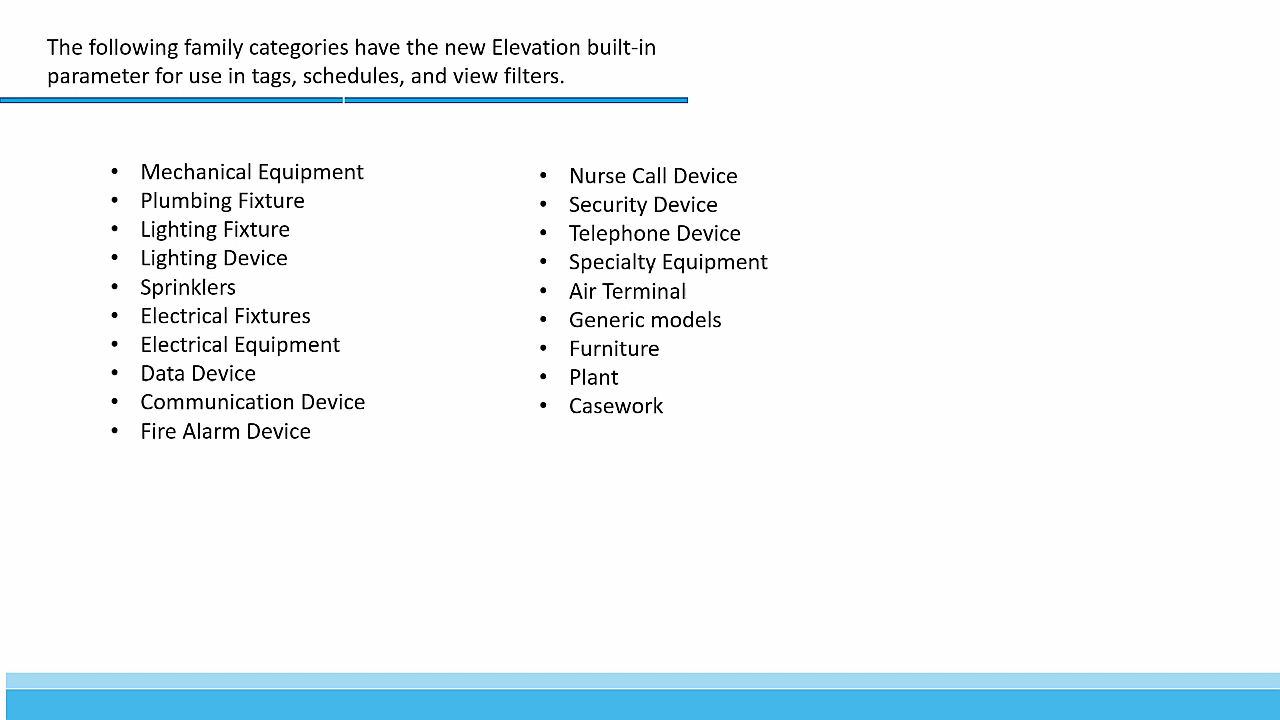 The following family categories have the new Elevation built-in
parameter for use in tags, schedules, and view filters.
• Mechanical Equipment
• Plumbing Fixture
• Lighting Fixture
• Lighting Device
• Sprinklers
• Electrical Fixtures
• Electrical Equipment
• Data Device
• Communication Device
• Fire Alarm Device
• Nurse Call Device
• Security Device
• Telephone Device
• Specialty Equipment
• Air Terminal
• Generic models
• Furniture
• Plant
• Casework